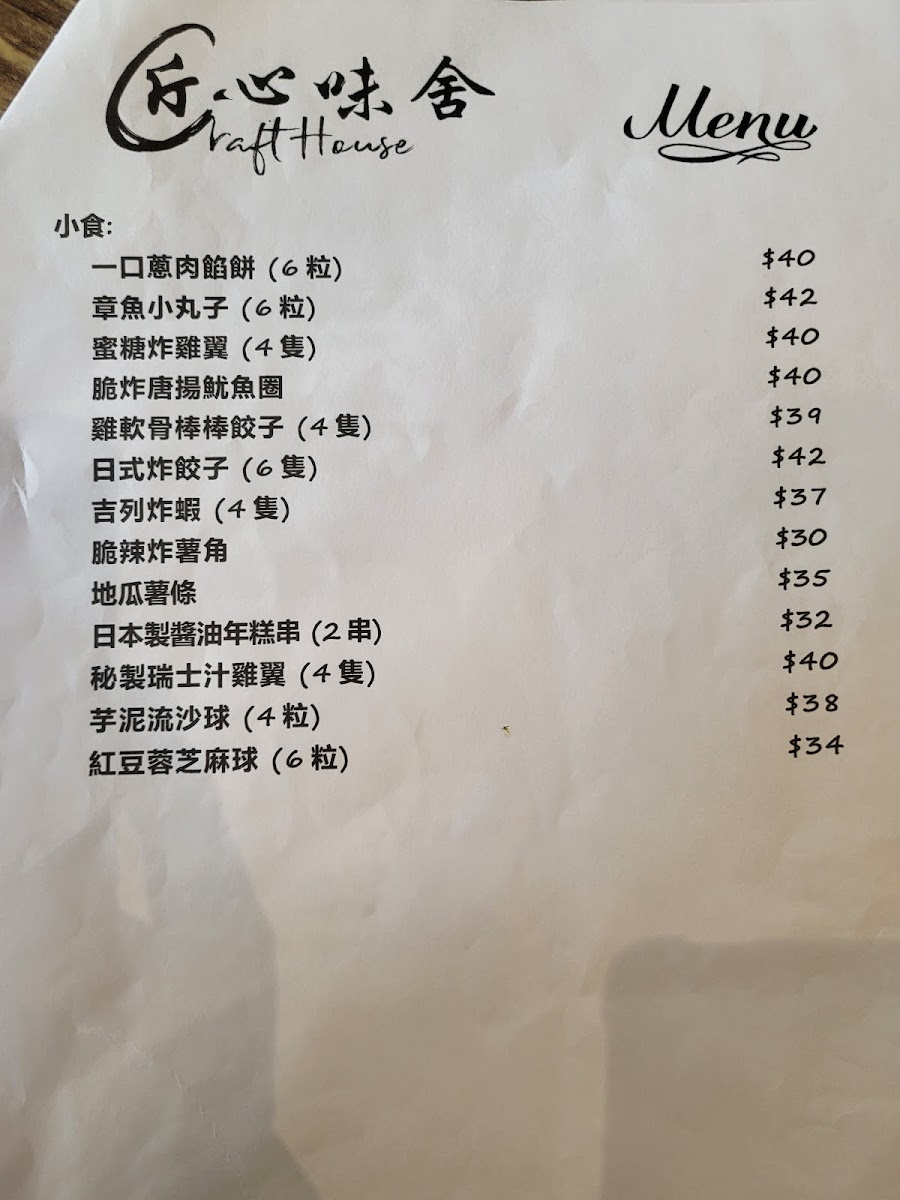 匠心味舍
Craft House
Menu
小食:
一口蔥肉餡餅 (6 粒) $40
章魚小丸子 (6 粒) $42
蜜糖炸雞翼 (4 隻) $40
脆炸唐揚魷魚圈 $40
雞軟骨棒棒餃子 (4 隻) $39
日式炸餃子 (6 隻) $42
吉列炸蝦 (4 隻) $37
脆辣炸薯角 $30
地瓜薯條 $35
日本製醬油年糕串 (2 串) $32
秘製瑞士汁雞翼 (4 隻) $40
芋泥流沙球 (4 粒) $38
紅豆蓉芝麻球 (6 粒) $34